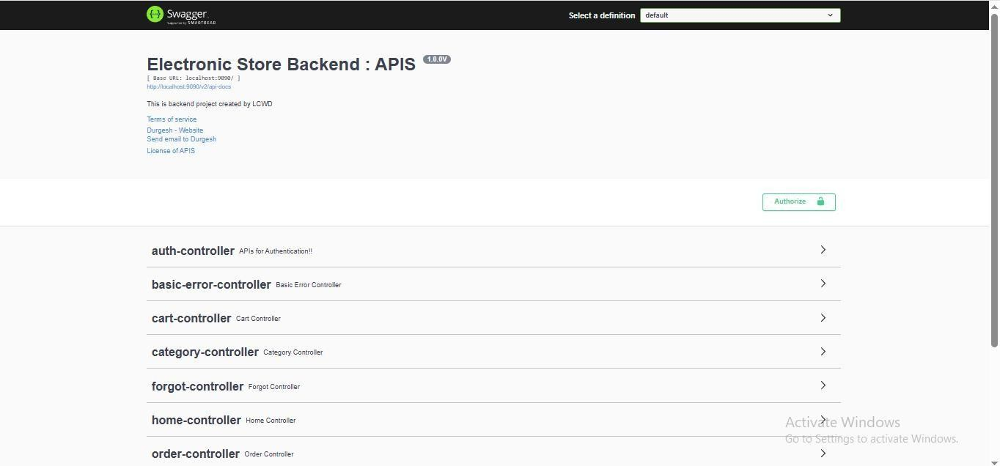 Swagger.
Supported by SMARTBEAR
Select a definition
default
Electronic Store Backend : APIS 1.0.0V
[ Base URL: localhost:9090/ ]
http://localhost:9090/v2/api-docs
This is backend project created by LCWD
Terms of service
Durgesh - Website
Send email to Durgesh
License of APIS
Authorize
auth-controller APIs for Authentication!!
basic-error-controller Basic Error Controller
cart-controller Cart Controller
category-controller Category Controller
forgot-controller Forgot Controller
home-controller Home Controller
Activate Windows
Go to Settings to activate Windows.
order-controller Order Controller